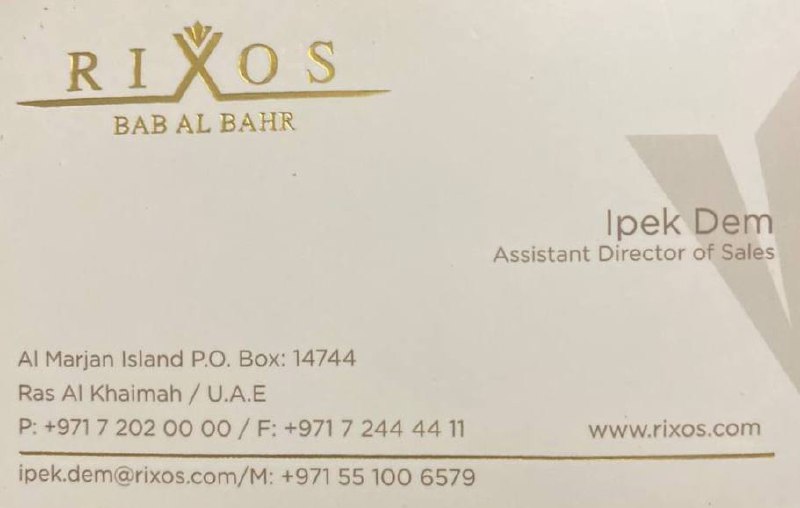 RIXOS
BAB AL BAHR
Ipek Dem
Assistant Director of Sales
Al Marjan Island P.O. Box: 14744
Ras Al Khaimah / U.A.E
P: +971 7 202 00 00 / F: +971 7 244 44 11
www.rixos.com
ipek.dem@rixos.com/M: +971 55 100 6579